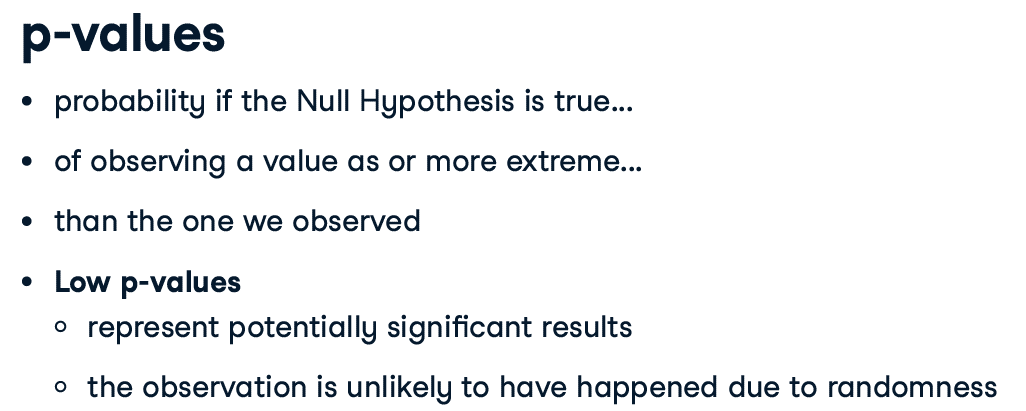 p-values
• probability if the Null Hypothesis is true...
• of observing a value as or more extreme...
• than the one we observed
• Low p-values
○ represent potentially significant results
○ the observation is unlikely to have happened due to randomness